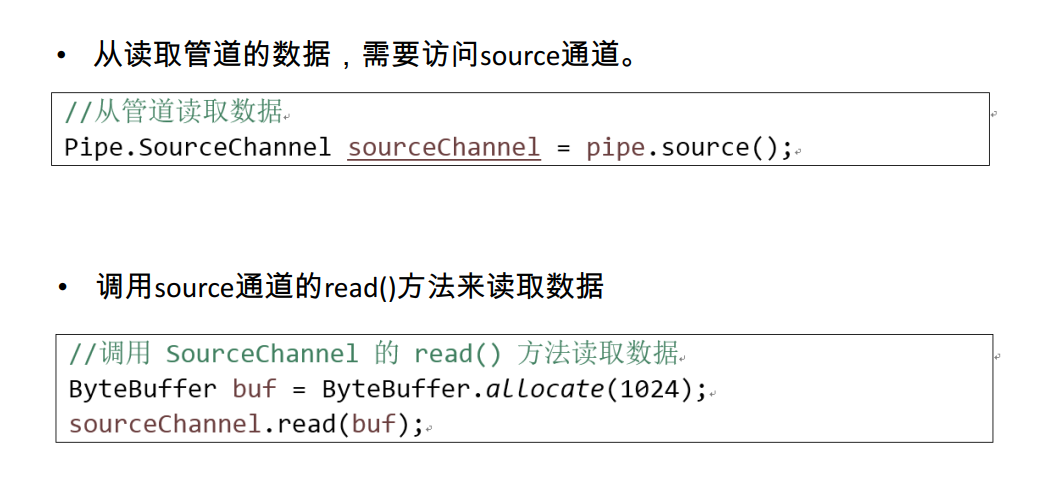 • 从读取管道的数据，需要访问source通道。
//从管道读取数据
Pipe.SourceChannel sourceChannel = pipe.source();
• 调用source通道的read()方法来读取数据
//调用 SourceChannel 的 read() 方法读取数据
ByteBuffer buf = ByteBuffer.allocate(1024);
sourceChannel.read(buf);